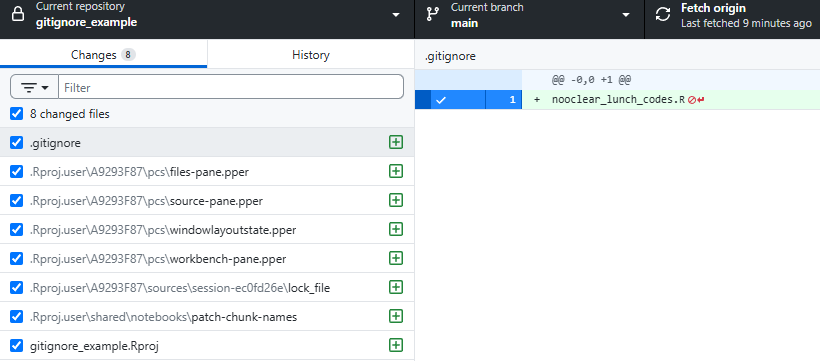 Current repository
gitignore_example
Current branch
main
Fetch origin
Last fetched 9 minutes ago
Changes 8
History
.gitignore
Filter
8 changed files
@@ -0,0 +1 @@
1 + nooclear_lunch_codes.R
.gitignore
.Rproj.user\A9293F87\pcs\files-pane.pper
.Rproj.user\A9293F87\pcs\source-pane.pper
.Rproj.user\A9293F87\pcs\windowlayoutstate.pper
.Rproj.user\A9293F87\pcs\workbench-pane.pper
.Rproj.user\A9293F87\sources\session-ec0fd26e\lock_file
.Rproj.user\shared\notebooks\patch-chunk-names
gitignore_example.Rproj